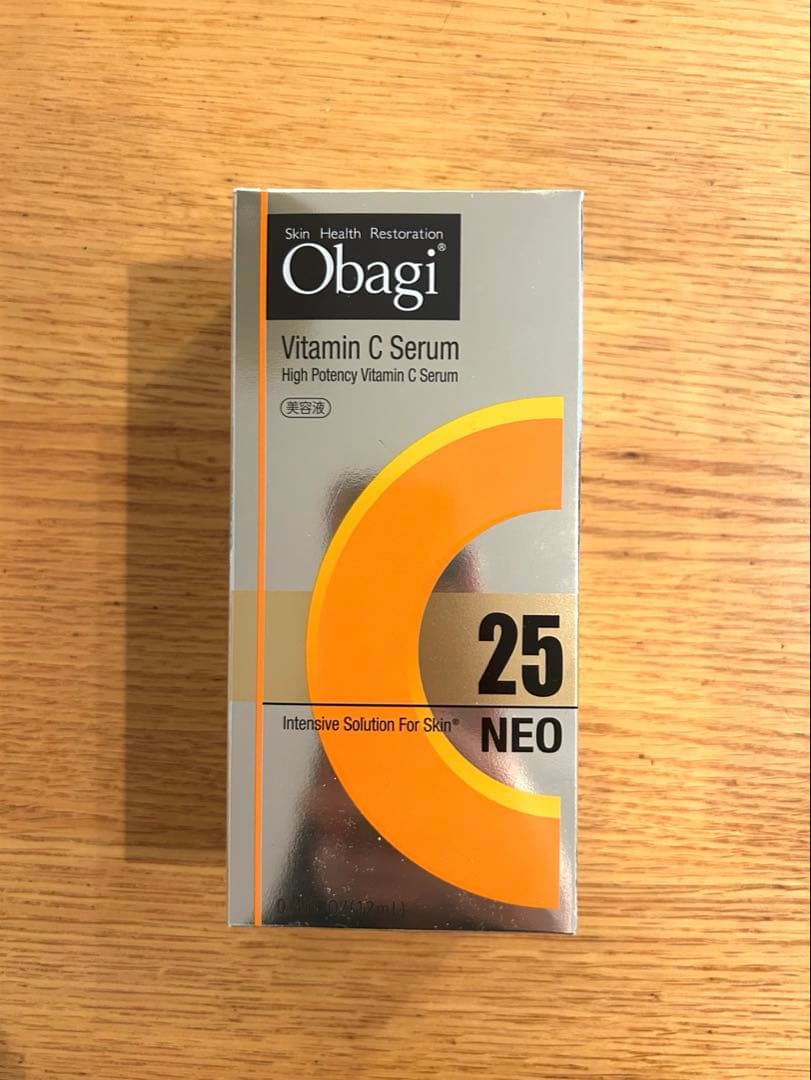 Skin Health Restoration
Obagi®
Vitamin C Serum
High Potency Vitamin C Serum
美容液
25
Intensive Solution For Skin®
NEO
(12mL)